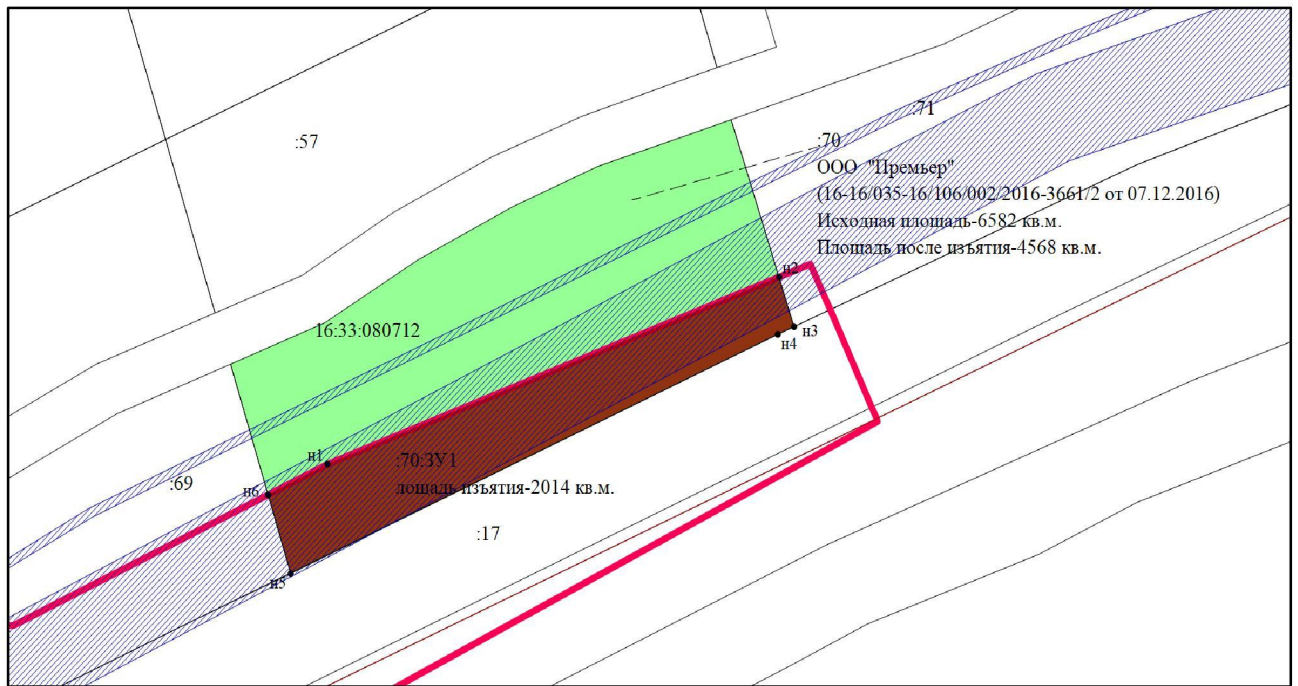 :57
:71
:70
ООО "Премьер"
(16-16/035-16/106/002/2016-3661/2 от 07.12.2016)
Исходная площадь-6582 кв.м.
Площадь после изъятия-4568 кв.м.
н2
н3
н4
16:33:080712
н1
:70:ЗУ1
лощадь изъятия-2014 кв.м.
:69
н6
:17
н5